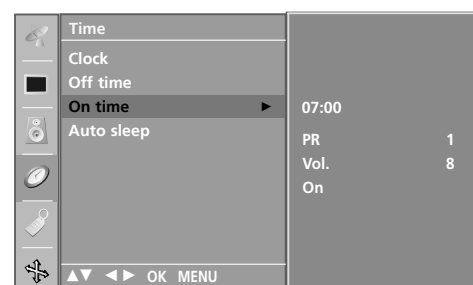 Time
Clock
Off time
On time ►
Auto sleep
▲▼ ◄► OK MENU
07:00
PR 1
Vol. 8
On